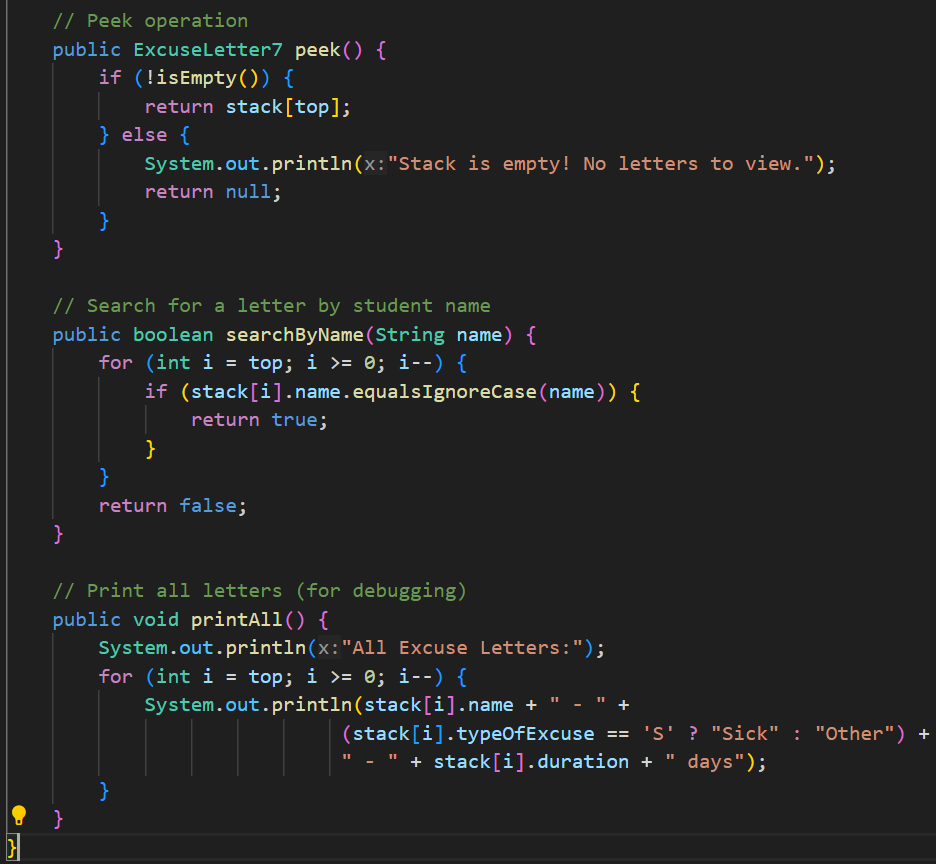 // Peek operation
    public ExcuseLetter7 peek() {
        if (!isEmpty()) {
            return stack[top];
        } else {
            System.out.println(x:"Stack is empty! No letters to view.");
            return null;
        }
    }

    // Search for a letter by student name
    public boolean searchByName(String name) {
        for (int i = top; i >= 0; i--) {
            if (stack[i].name.equalsIgnoreCase(name)) {
                return true;
            }
        }
        return false;
    }

    // Print all letters (for debugging)
    public void printAll() {
        System.out.println(x:"All Excuse Letters:");
        for (int i = top; i >= 0; i--) {
            System.out.println(stack[i].name + " - " +
                             (stack[i].typeOfExcuse == 'S' ? "Sick" : "Other") +
                             " - " + stack[i].duration + " days");
        }
    }
}